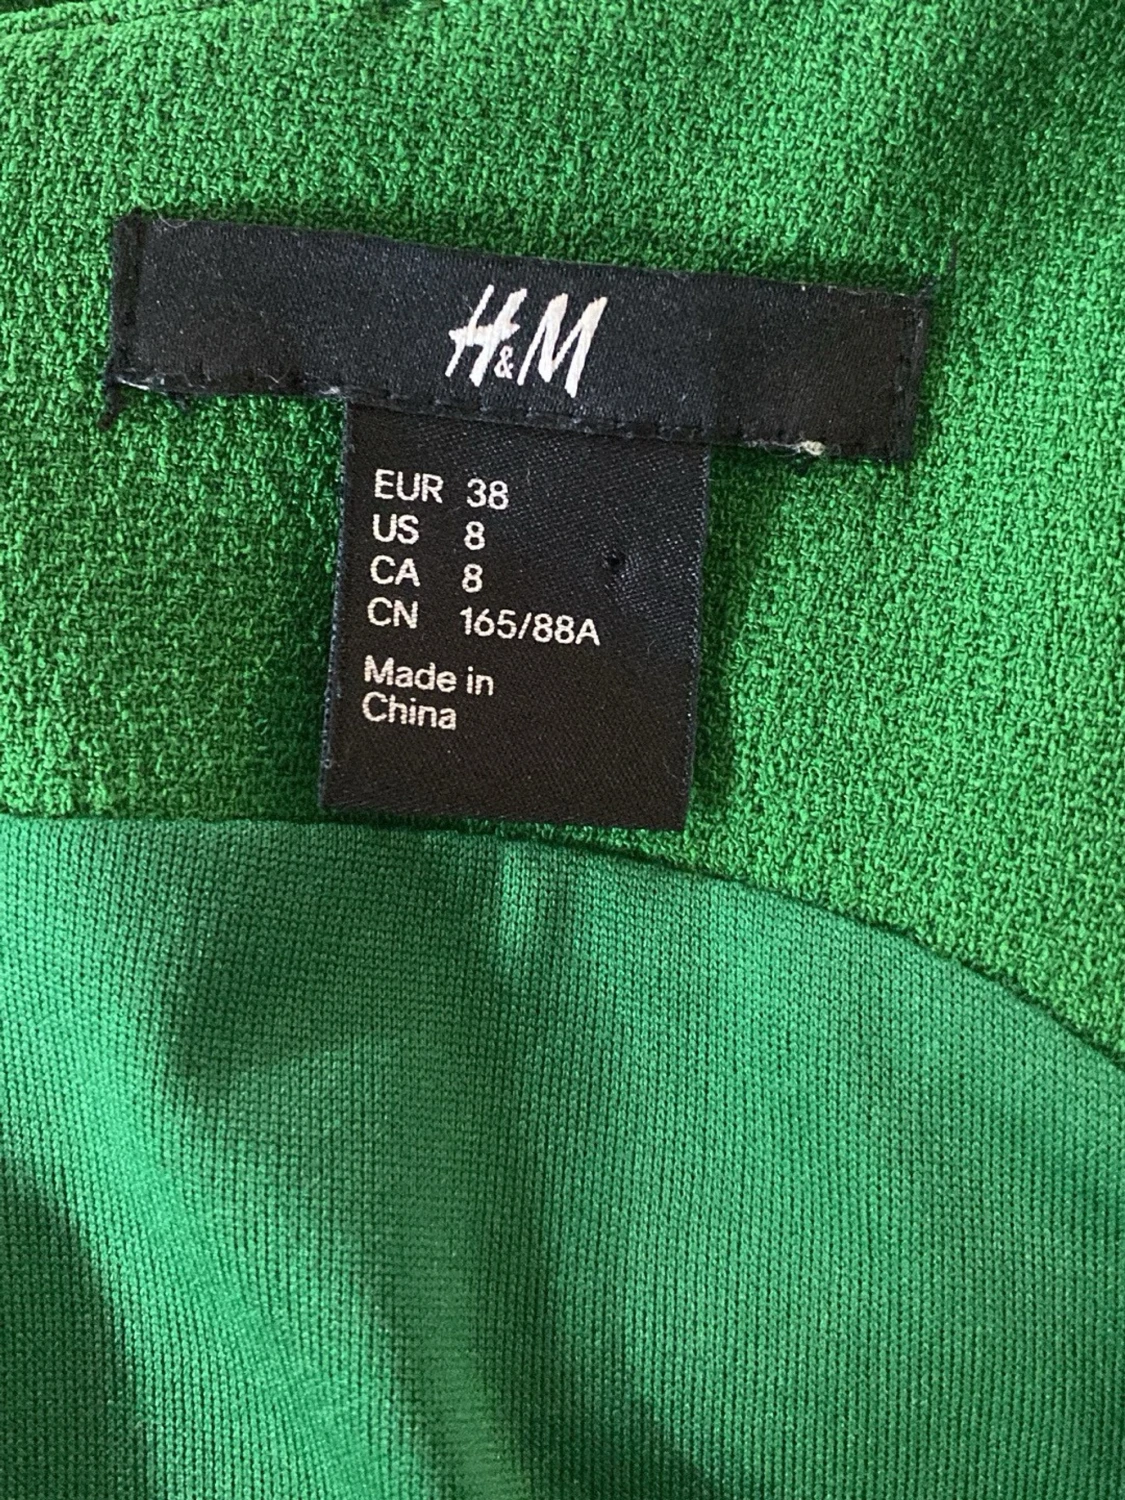 H&M
EUR 38
US 8
CA 8
CN 165/88A
Made in
China